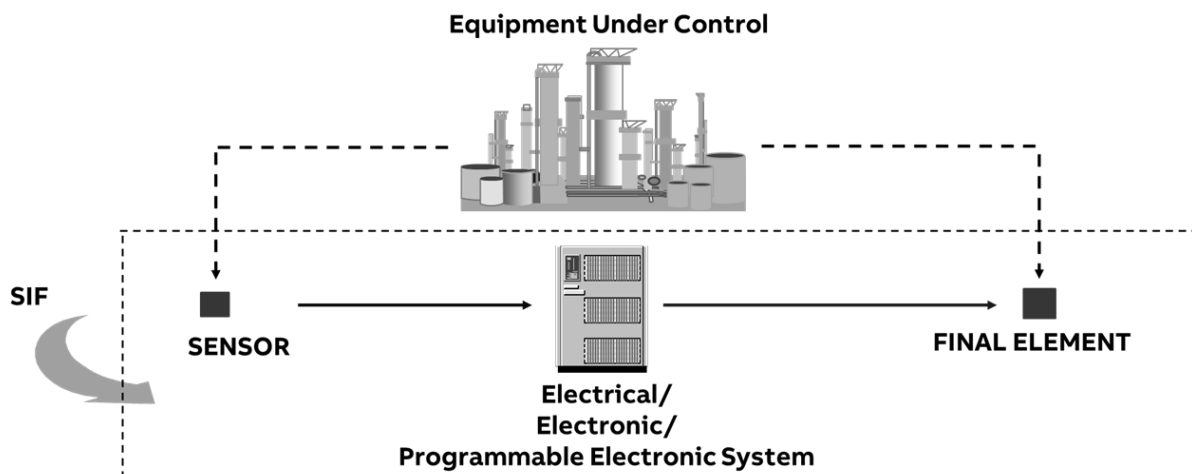 Equipment Under Control
SIF
SENSOR
FINAL ELEMENT
Electrical/
Electronic/
Programmable Electronic System